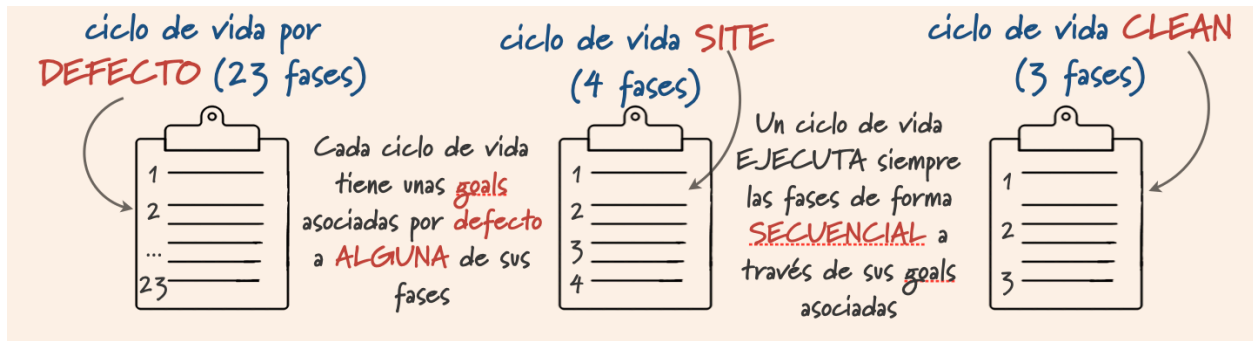 ciclo de vida por
DEFECTO (23 fases)
1
2
...
23
Cada ciclo de vida
tiene unas goals
asociadas por defecto
a ALGUNA de sus
fases
ciclo de vida SITE
(4 fases)
1
2
3
4
Un ciclo de vida
EJECUTA siempre
las fases de forma
SECUENCIAL a
través de sus goals
asociadas
ciclo de vida CLEAN
(3 fases)
1
2
3